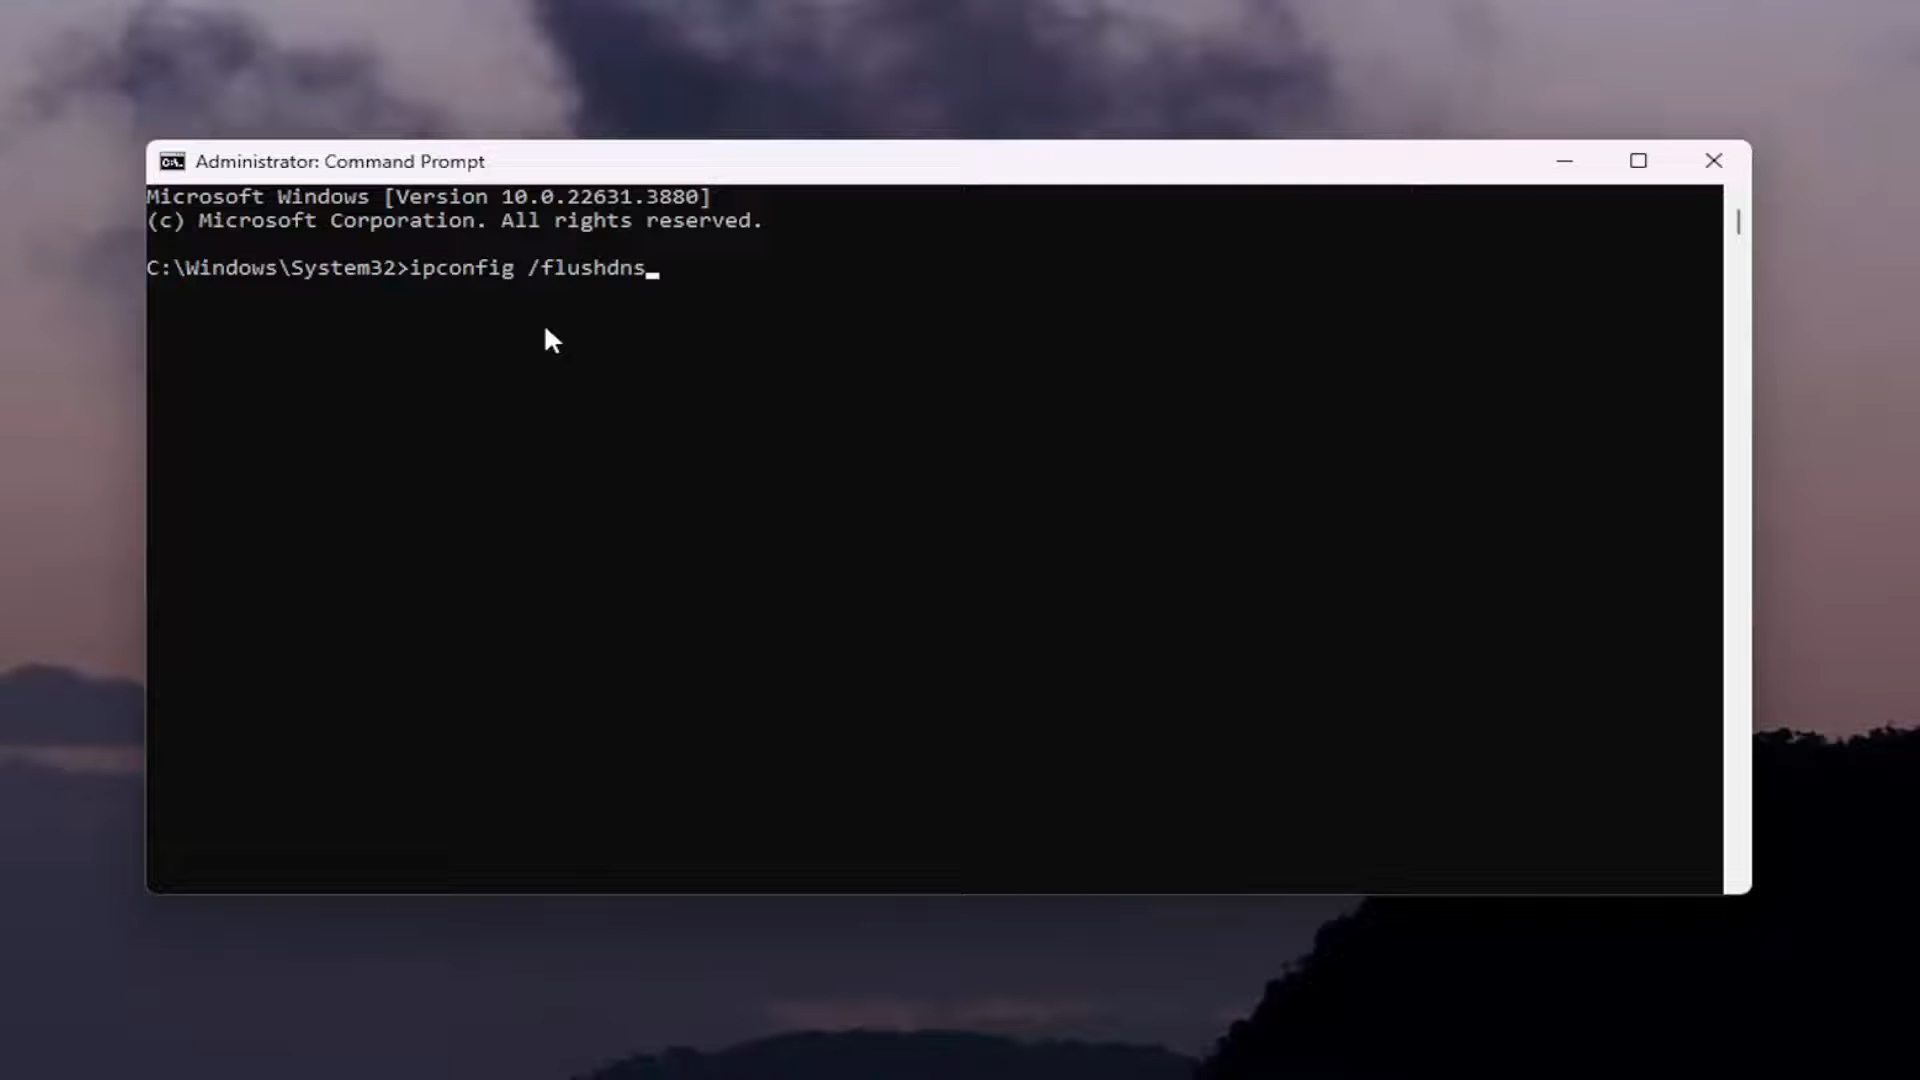 Administrator: Command Prompt
Microsoft Windows [Version 10.0.22631.3880]
(c) Microsoft Corporation. All rights reserved.
C:\Windows\System32>ipconfig /flushdns